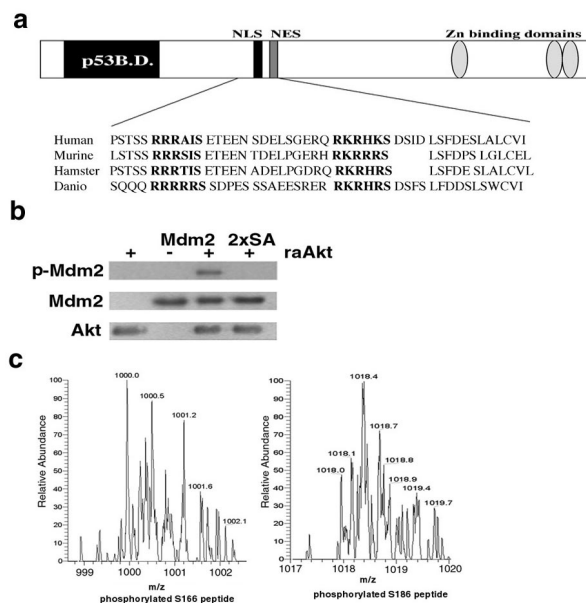 a
NLS NES Zn binding domains
p53B.D.
Human PSTSS RRRAIS ETEEN SDELSGERQ RKRHKS DSIDL SFDESLALCVI
Murine LSTSS RRRSIS ETEENTDELPGERH RKRRRS LSFDPS LGLCEL
Hamster PSTSS RRRTIS ETEEN ADELPGDRQ RKRHRS LSFDE SLALCVL
Danio SQQQ RRRRRS SDPES SSAEESRER RKRHRS DSFS LFDDSLSWCVI
b
Mdm2 2xSA
+ - + + raAkt
p-Mdm2
Mdm2
Akt
c
Relative Abundance
100
90
80
70
60
50
40
30
20
10
0
1000.0
1000.5
1001.2
1001.6
1002.1
999 1000 1001 1002
m/z
phosphorylated S166 peptide
Relative Abundance
100
90
80
70
60
50
40
30
20
10
0
1018.4
1018.7
1018.1
1018.8
1018.0
1018.9
1019.4
1019.7
1017 1018 1019 1020
m/z
phosphorylated S186 peptide